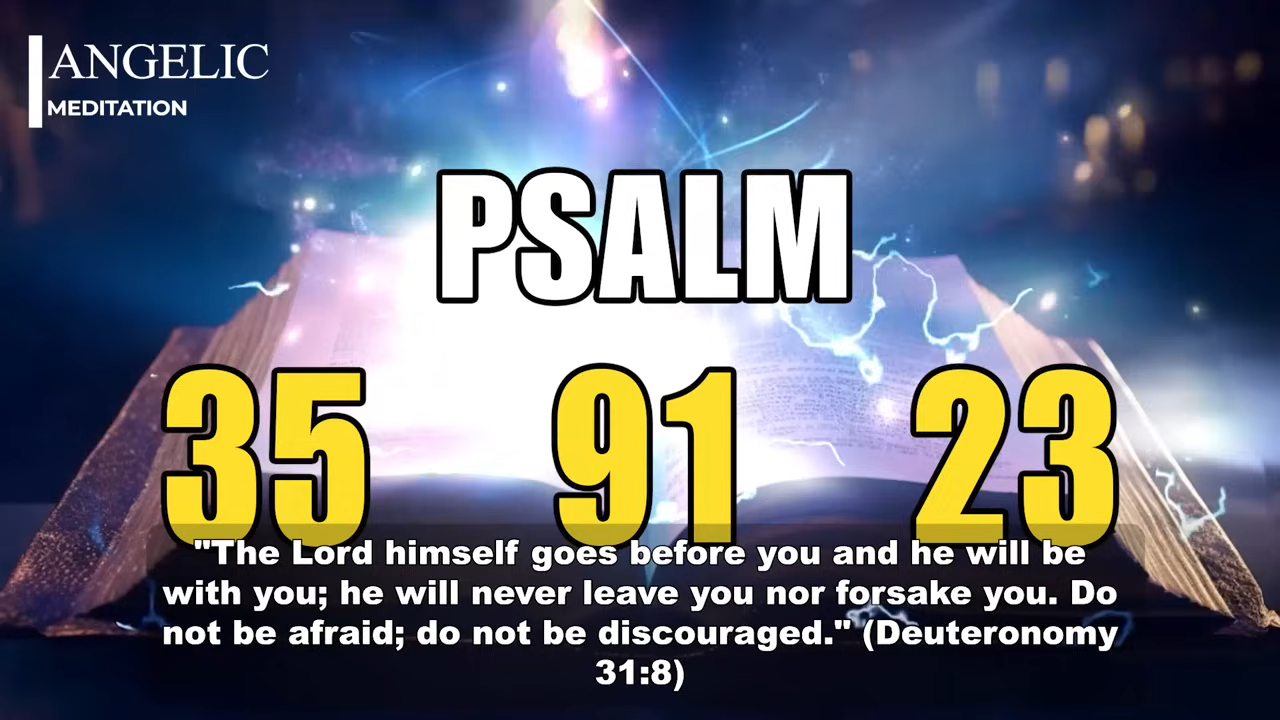 ANGELIC
MEDITATION
PSALM
35 91 23
"The Lord himself goes before you and he will be
with you; he will never leave you nor forsake you. Do
not be afraid; do not be discouraged." (Deuteronomy
31:8)